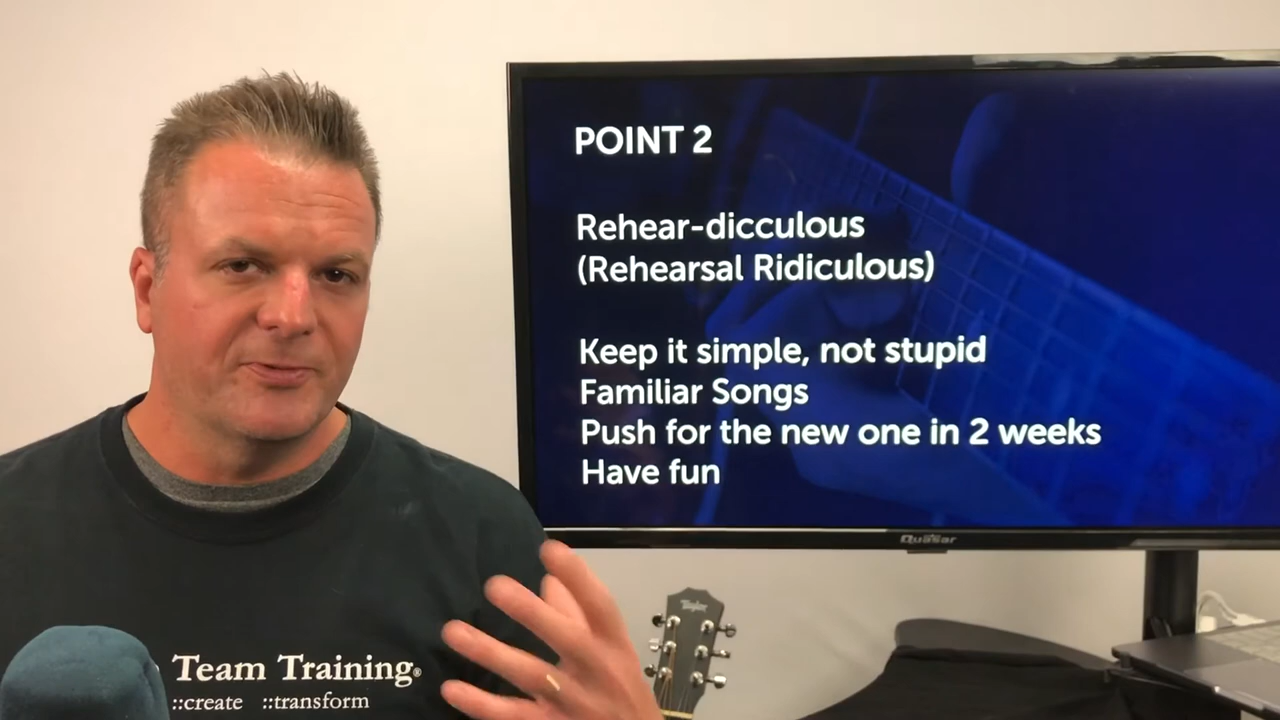 POINT 2
Rehear-dicculous
(Rehearsal Ridiculous)
Keep it simple, not stupid
Familiar Songs
Push for the new one in 2 weeks
Have fun
Quasar
Taylor
Team Training®
::create ::transform